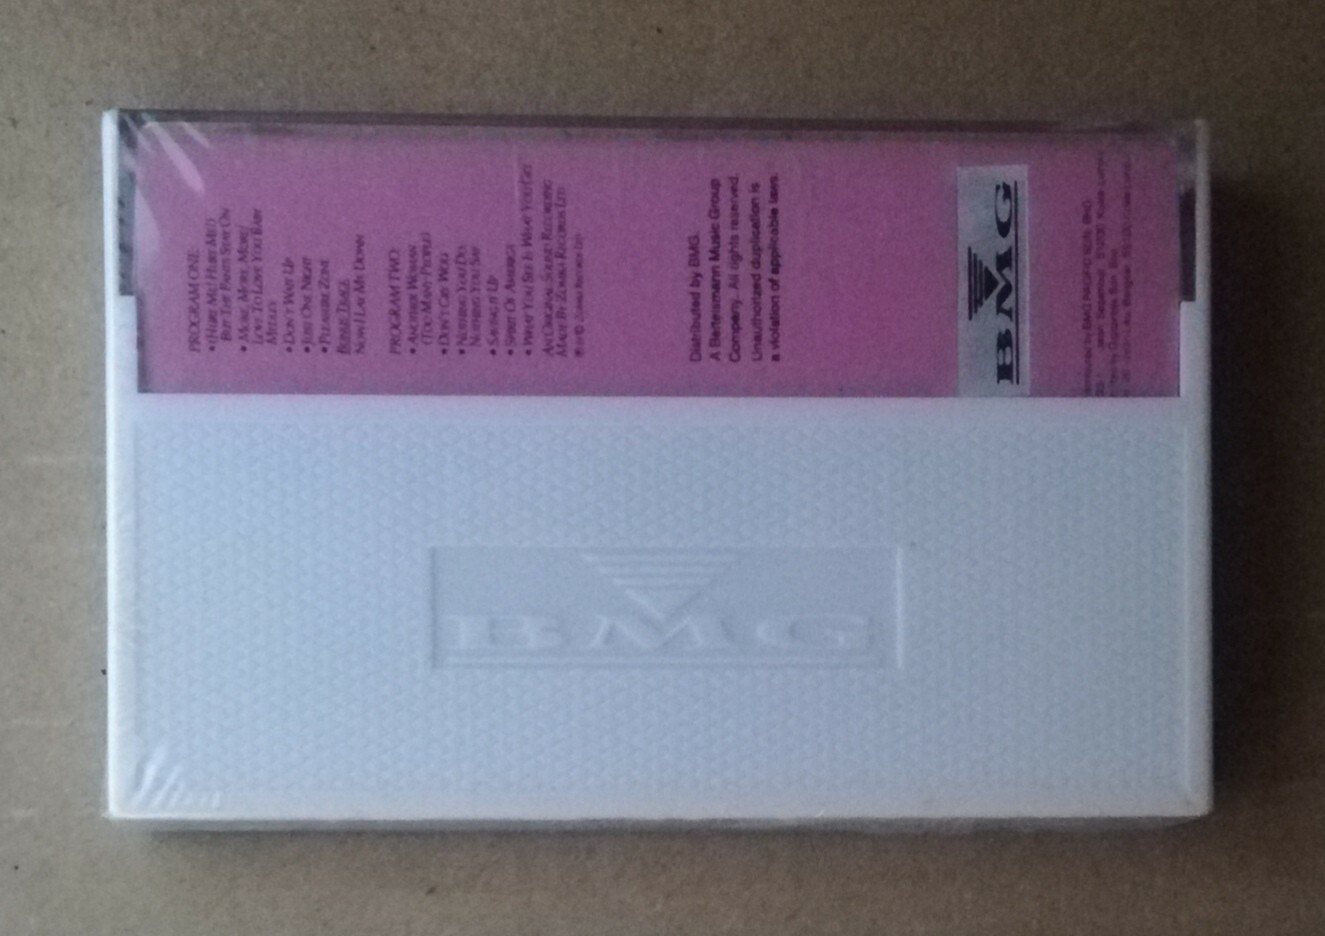 PROGRAM ONE:
• (Hurt Me! Hurt Me!)
But The Pants Stay On
• More, More, More/
Love To Love You Baby
Medley
• Don't Wait Up
• Just One Night
• Pleasure Zone
Bonus Track:
Now I Lay Me Down
PROGRAM TWO:
• Another Woman
(Too Many People)
• Don't Cry Wolf
• Nothing You Do,
Nothing You Say
• Saving It Up
• Spirit Of America
• What You See Is What You Get
An Original Sound Recording
Made By Zomba Records Ltd
Distributed by BMG.
A Bertelsmann Music Group
Company. All rights reserved.
Unauthorized duplication is
a violation of applicable laws.
BMG
BMG